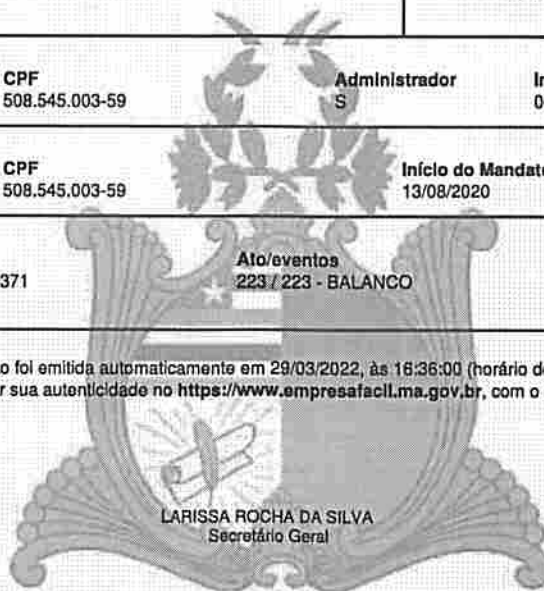 CPF Administrador
508.545.003-59 S
CPF Início do Mandato
508.545.003-59 13/08/2020
Ato/eventos
371 223 / 223 - BALANCO
foi emitida automaticamente em 29/03/2022, às 16:36:00 (horário
sua autenticidade no https://www.empresafacil.ma.gov.br, com o
LARISSA ROCHA DA SILVA
Secretário Geral